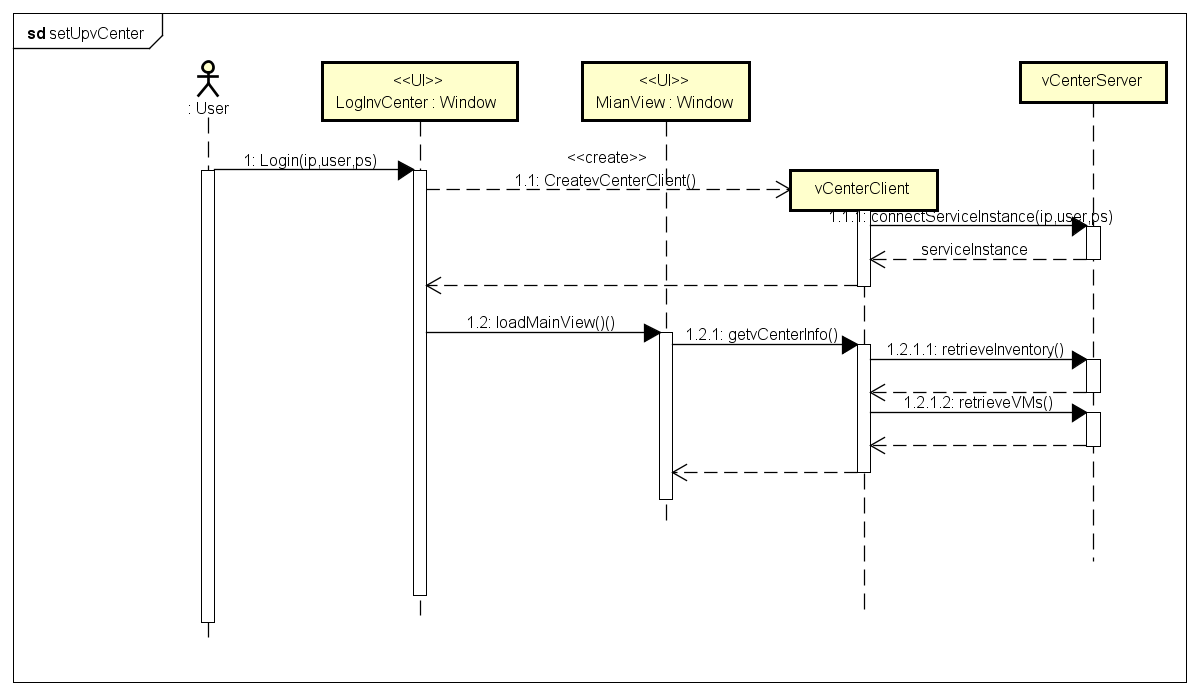 sd setUpvCenter
: User
<<UI>>
LogInvCenter : Window
<<UI>>
MianView : Window
vCenterServer
1: Login(ip,user,ps)
<<create>>
1.1: CreatevCenterClient()
vCenterClient
1.1.1: connectServiceInstance(ip,user,ps)
serviceInstance
1.2: loadMainView()()
1.2.1: getvCenterInfo()
1.2.1.1: retrieveInventory()
1.2.1.2: retrieveVMs()